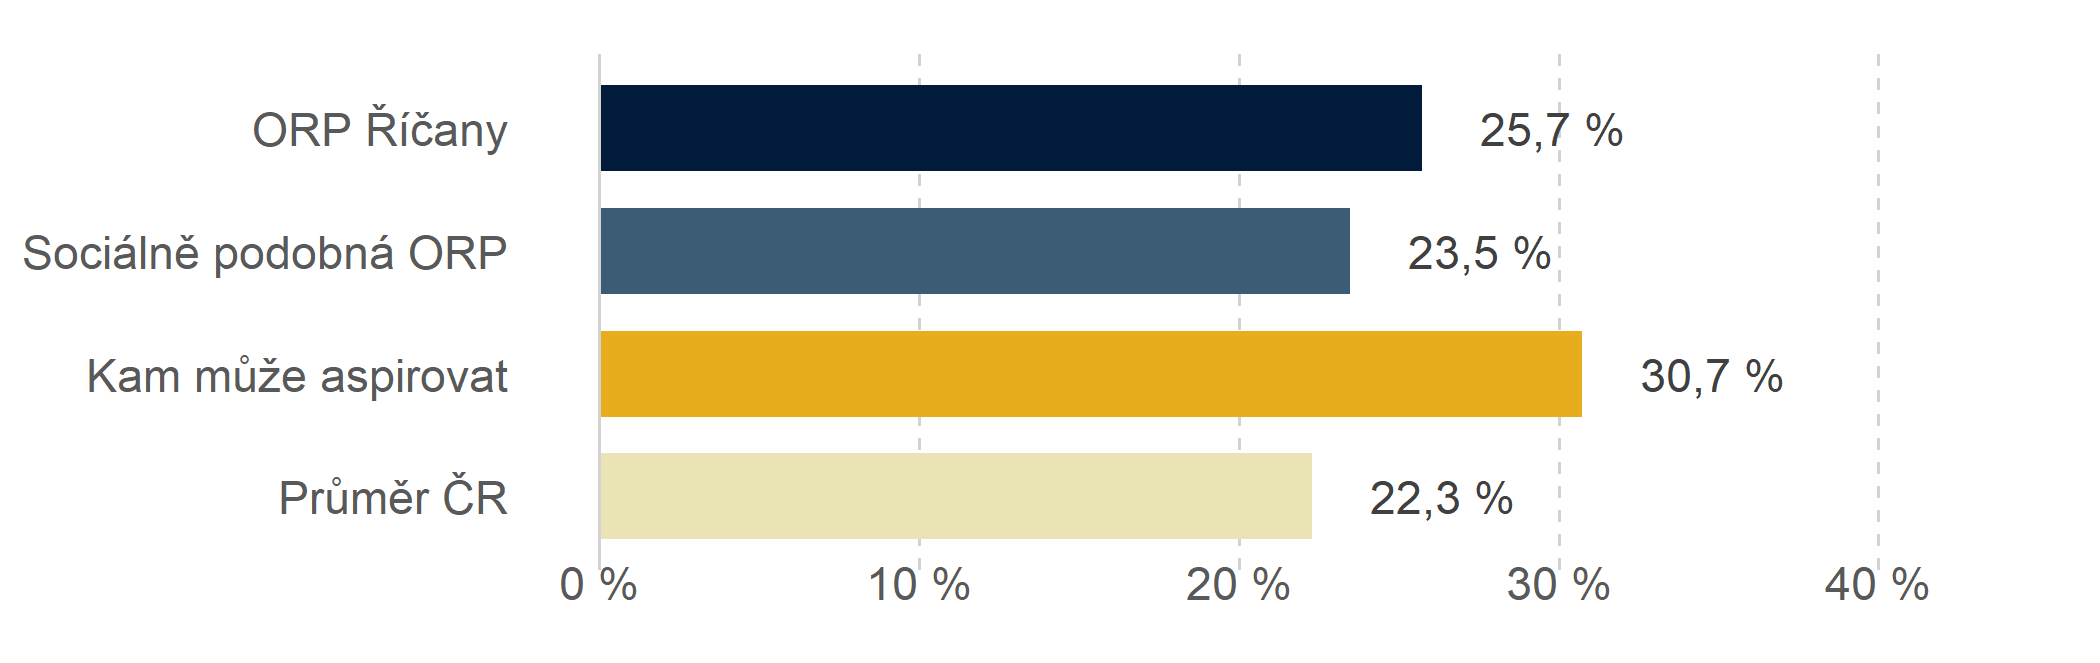 ORP Říčany
25,7 %
Sociálně podobná ORP
23,5 %
Kam může aspirovat
30,7 %
Průměr ČR
22,3 %
0 %
10 %
20 %
30 %
40 %